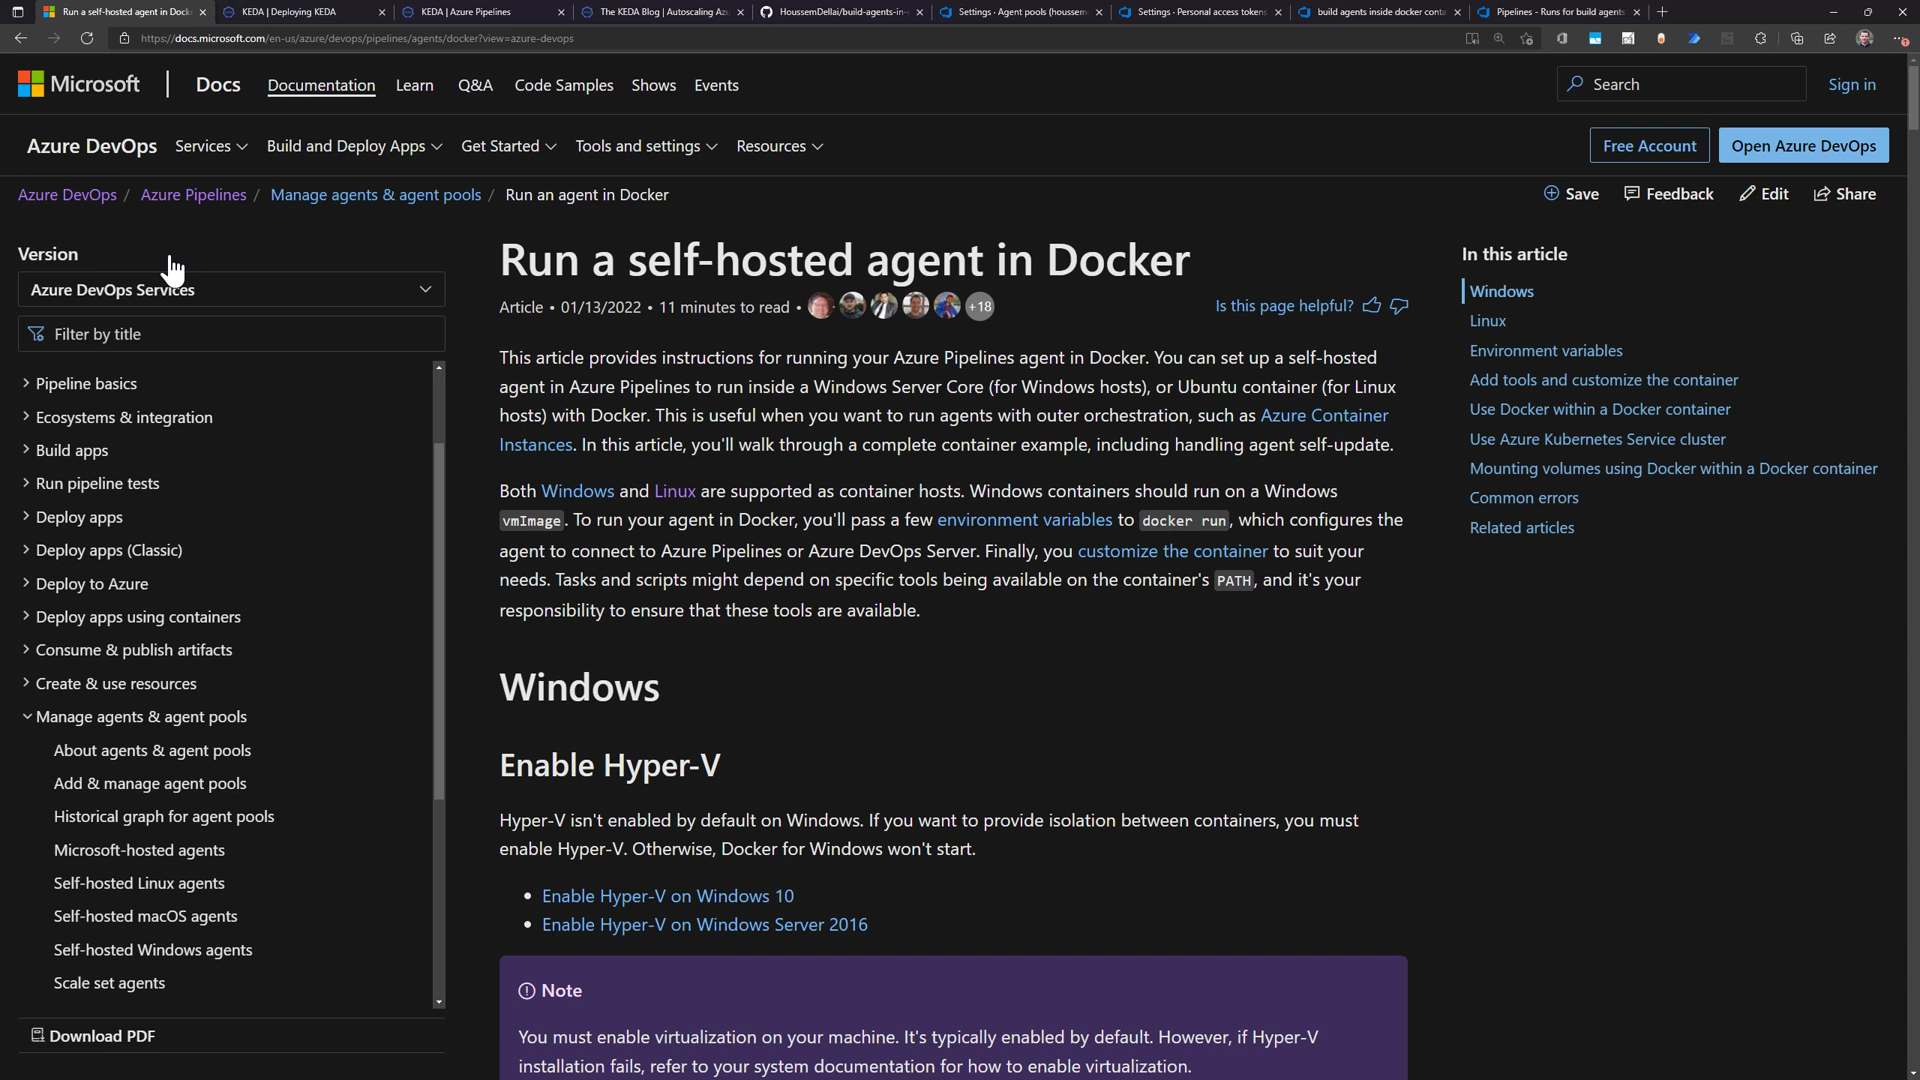 Run a self-hosted agent in Doc
KEDA | Deploying KEDA
KEDA | Azure Pipelines
The KEDA Blog | Autoscaling Az
HoussemDellai/build-agents-in-
Settings - Agent pools (houssem
Settings - Personal access tokens
build agents inside docker conta
Pipelines - Runs for build agents
https://docs.microsoft.com/en-us/azure/devops/pipelines/agents/docker?view=azure-devops
Microsoft
Docs
Documentation
Learn
Q&A
Code Samples
Shows
Events
Search
Sign in
Azure DevOps
Services
Build and Deploy Apps
Get Started
Tools and settings
Resources
Free Account
Open Azure DevOps
Azure DevOps / Azure Pipelines / Manage agents & agent pools / Run an agent in Docker
Save
Feedback
Edit
Share
Version
Azure DevOps Services
Filter by title
Pipeline basics
Ecosystems & integration
Build apps
Run pipeline tests
Deploy apps
Deploy apps (Classic)
Deploy to Azure
Deploy apps using containers
Consume & publish artifacts
Create & use resources
Manage agents & agent pools
About agents & agent pools
Add & manage agent pools
Historical graph for agent pools
Microsoft-hosted agents
Self-hosted Linux agents
Self-hosted macOS agents
Self-hosted Windows agents
Scale set agents
Download PDF
Run a self-hosted agent in Docker
Article • 01/13/2022 • 11 minutes to read • +18
Is this page helpful?
This article provides instructions for running your Azure Pipelines agent in Docker. You can set up a self-hosted
agent in Azure Pipelines to run inside a Windows Server Core (for Windows hosts), or Ubuntu container (for Linux
hosts) with Docker. This is useful when you want to run agents with outer orchestration, such as Azure Container
Instances. In this article, you'll walk through a complete container example, including handling agent self-update.
Both Windows and Linux are supported as container hosts. Windows containers should run on a Windows
vmImage. To run your agent in Docker, you'll pass a few environment variables to docker run, which configures the
agent to connect to Azure Pipelines or Azure DevOps Server. Finally, you customize the container to suit your
needs. Tasks and scripts might depend on specific tools being available on the container's PATH, and it's your
responsibility to ensure that these tools are available.
Windows
Enable Hyper-V
Hyper-V isn't enabled by default on Windows. If you want to provide isolation between containers, you must
enable Hyper-V. Otherwise, Docker for Windows won't start.
• Enable Hyper-V on Windows 10
• Enable Hyper-V on Windows Server 2016
Note
You must enable virtualization on your machine. It's typically enabled by default. However, if Hyper-V
installation fails, refer to your system documentation for how to enable virtualization.
In this article
Windows
Linux
Environment variables
Add tools and customize the container
Use Docker within a Docker container
Use Azure Kubernetes Service cluster
Mounting volumes using Docker within a Docker container
Common errors
Related articles